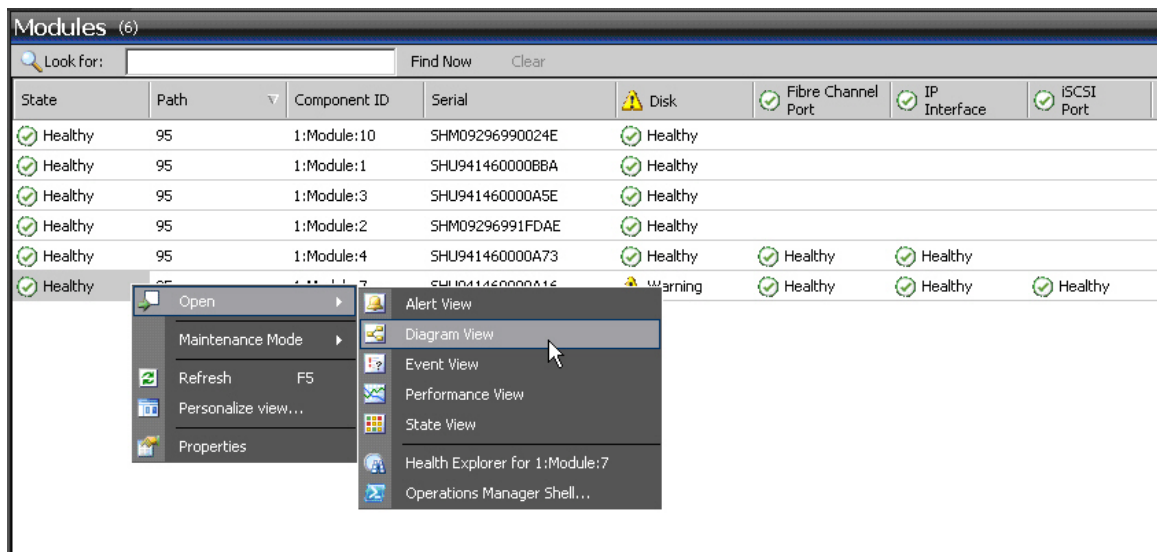 Modules (6)
Look for: Find Now Clear
State Path Component ID Serial Disk Fibre Channel Port IP Interface iSCSI Port
Healthy 95 1:Module:10 SHM09296990024E Healthy
Healthy 95 1:Module:1 SHU941460000BBA Healthy
Healthy 95 1:Module:3 SHU941460000A5E Healthy
Healthy 95 1:Module:2 SHM09296991FDAE Healthy
Healthy 95 1:Module:4 SHU941460000A73 Healthy Healthy Healthy
Healthy Warning Healthy Healthy Healthy
Open
Maintenance Mode
Refresh F5
Personalize view...
Properties
Alert View
Diagram View
Event View
Performance View
State View
Health Explorer for 1:Module:7
Operations Manager Shell...